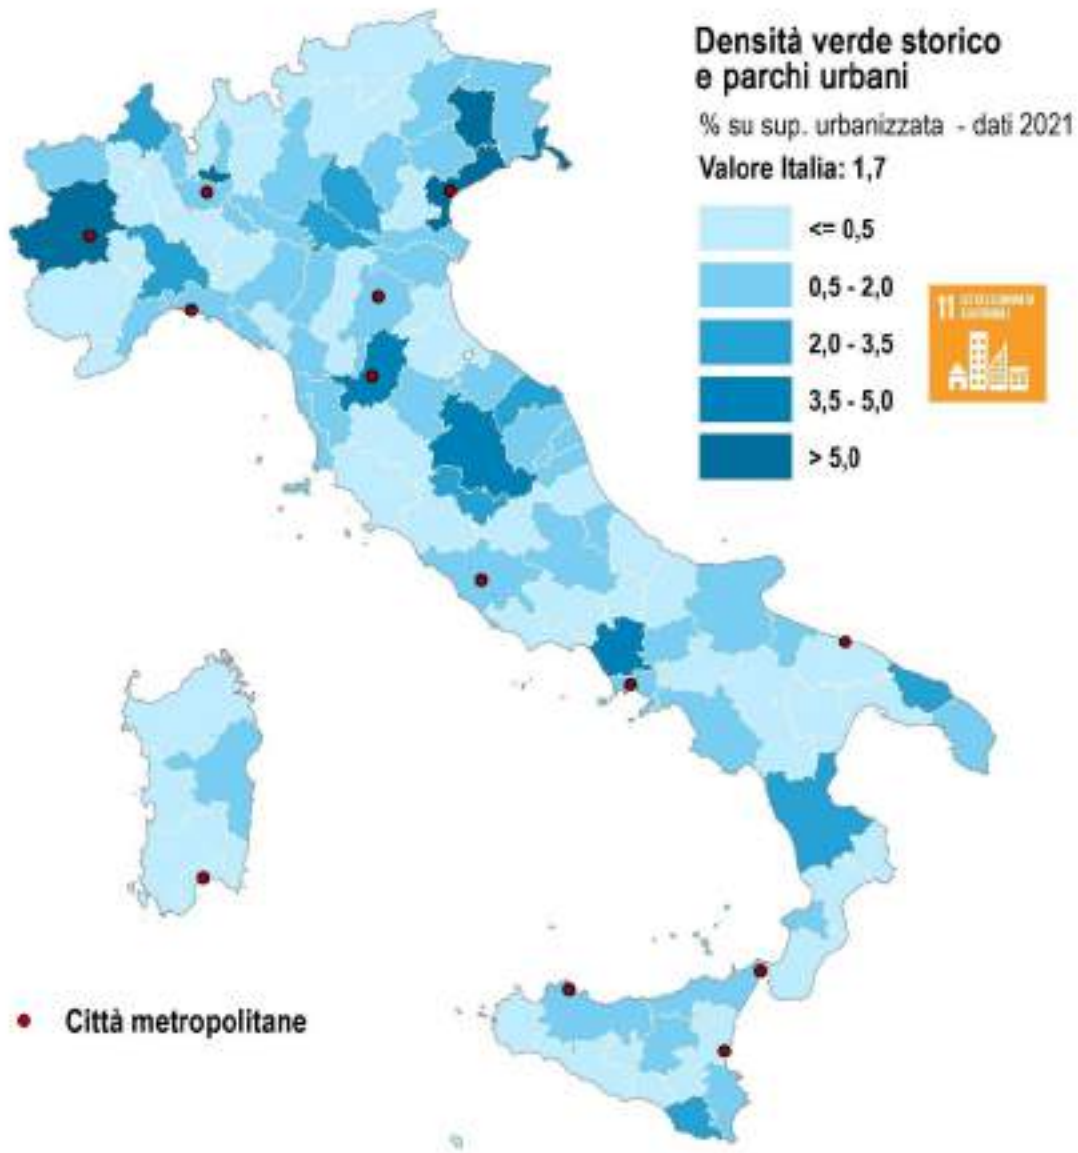 Densità verde storico
e parchi urbani
% su sup. urbanizzata - dati 2021
Valore Italia: 1,7
<= 0,5
0,5 - 2,0
2,0 - 3,5
3,5 - 5,0
> 5,0
11
Città metropolitane